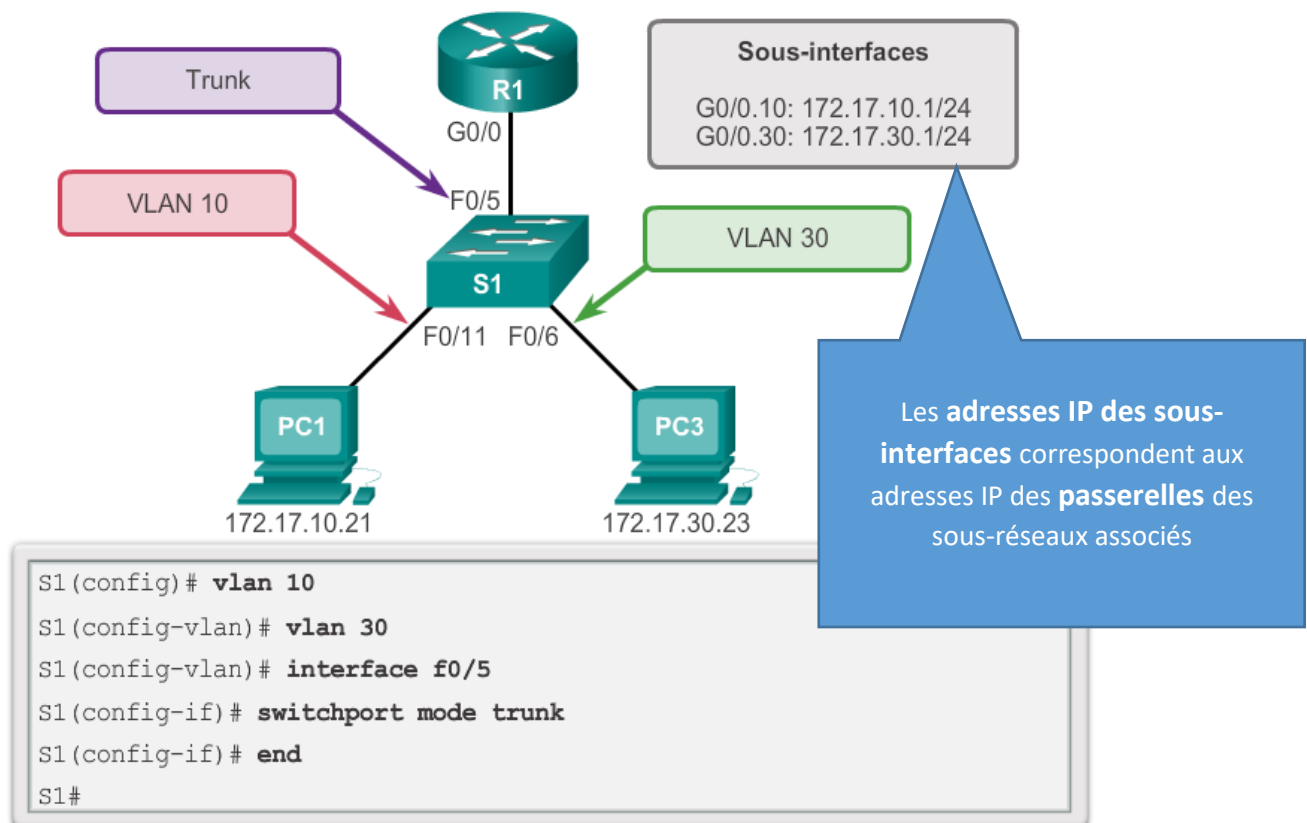 Trunk
R1
G0/0
Sous-interfaces
G0/0.10: 172.17.10.1/24
G0/0.30: 172.17.30.1/24
VLAN 10
F0/5
VLAN 30
S1
F0/11 F0/6
PC1
PC3
172.17.10.21
172.17.30.23
Les adresses IP des sous-
interfaces correspondent aux
adresses IP des passerelles des
sous-réseaux associés
S1(config)# vlan 10
S1(config-vlan)# vlan 30
S1(config-vlan)# interface f0/5
S1(config-if)# switchport mode trunk
S1(config-if)# end
S1#